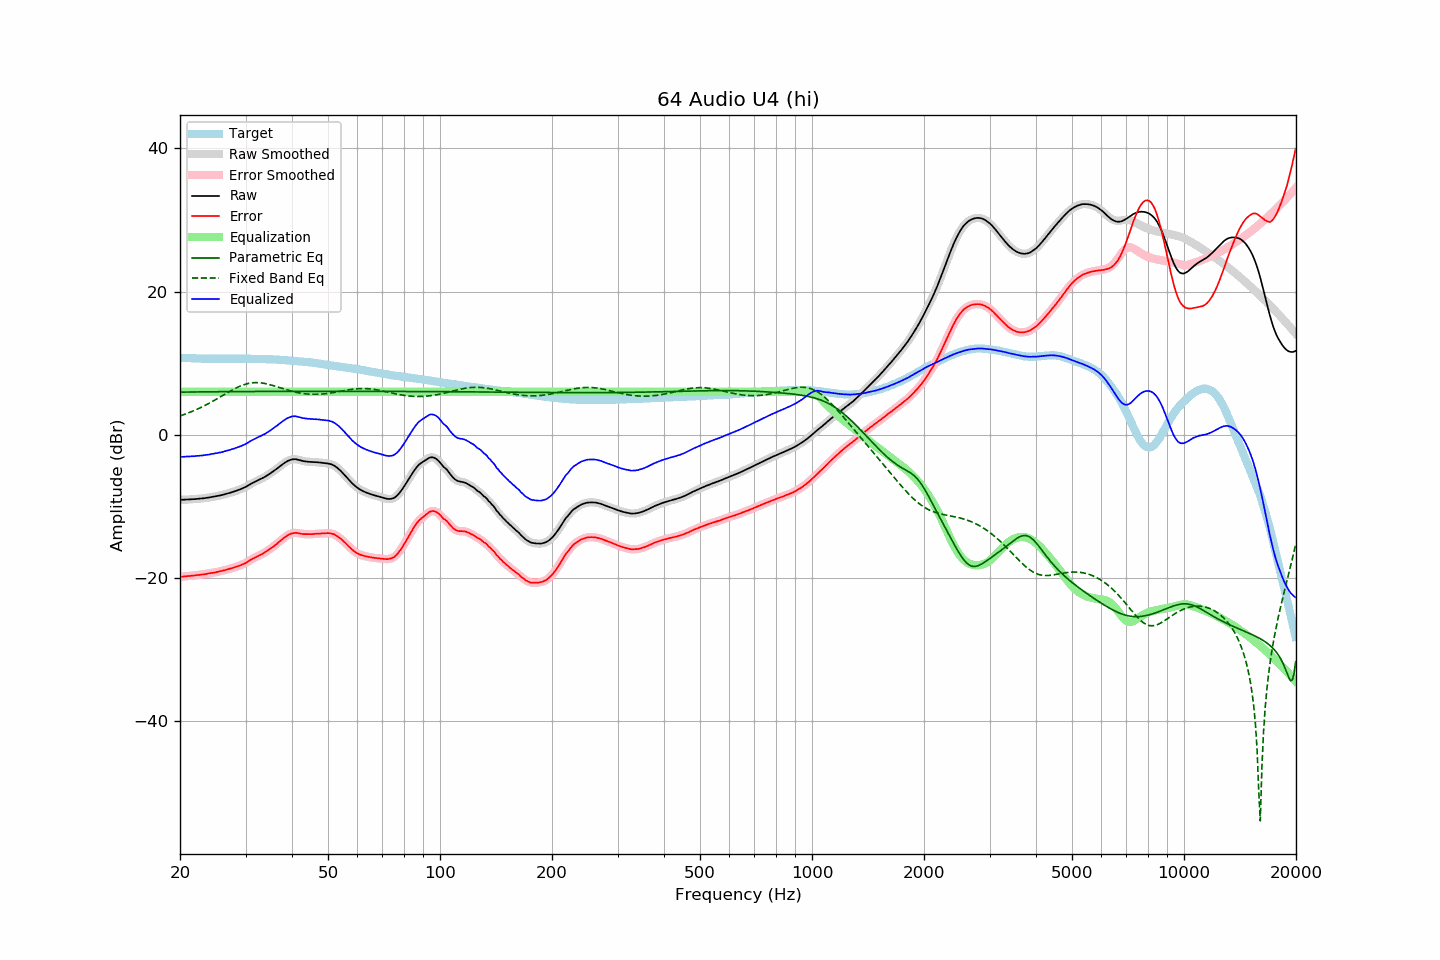 64 Audio U4 (hi)
Target
Raw Smoothed
Error Smoothed
Raw
Error
Equalization
Parametric Eq
Fixed Band Eq
Equalized
40
20
0
−20
−40
Amplitude (dBr)
20 50 100 200 500 1000 2000 5000 10000 20000
Frequency (Hz)